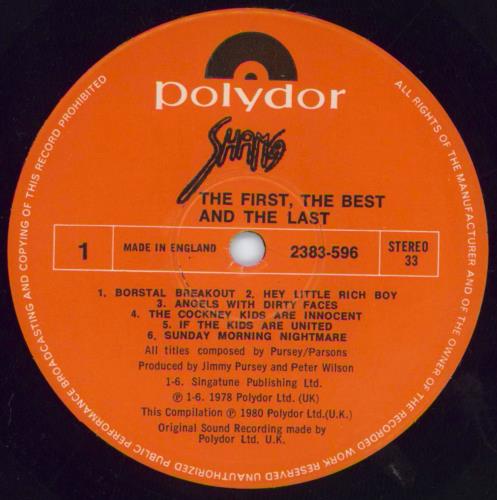 polydor
SHAM 69
THE FIRST, THE BEST
AND THE LAST
1
MADE IN ENGLAND
2383-596
STEREO
33
1. BORSTAL BREAKOUT 2. HEY LITTLE RICH BOY
3. ANGELS WITH DIRTY FACES
4. THE COCKNEY KIDS ARE INNOCENT
5. IF THE KIDS ARE UNITED
6. SUNDAY MORNING NIGHTMARE
All titles composed by Pursey/Parsons
Produced by Jimmy Pursey and Peter Wilson
1-6. Singatune Publishing Ltd.
℗ 1-6. 1978 Polydor Ltd. (UK)
This Compilation ℗ 1980 Polydor Ltd.(U.K.)
Original Sound Recording made by
Polydor Ltd. U.K.
ALL RIGHTS OF THE MANUFACTURER AND OF THE OWNER OF THE RECORDED WORK RESERVED UNAUTHORIZED PUBLIC PERFORMANCE BROADCASTING AND COPYING OF THIS RECORD PROHIBITED